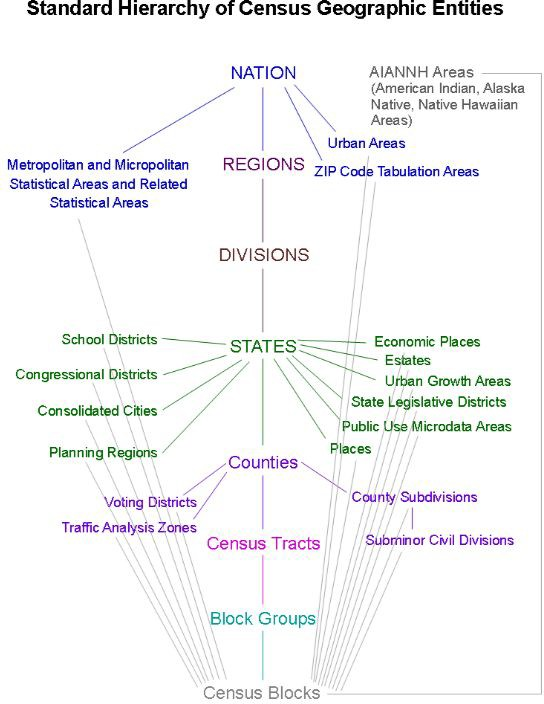 Standard Hierarchy of Census Geographic Entities
NATION
AIANNH Areas
(American Indian, Alaska
Native, Native Hawaiian
Areas)
Urban Areas
Metropolitan and Micropolitan
Statistical Areas and Related
Statistical Areas
REGIONS
ZIP Code Tabulation Areas
DIVISIONS
School Districts
STATES
Economic Places
Estates
Congressional Districts
Urban Growth Areas
Consolidated Cities
State Legislative Districts
Public Use Microdata Areas
Planning Regions
Places
Counties
Voting Districts
County Subdivisions
Traffic Analysis Zones
Census Tracts
Subminor Civil Divisions
Block Groups
Census Blocks